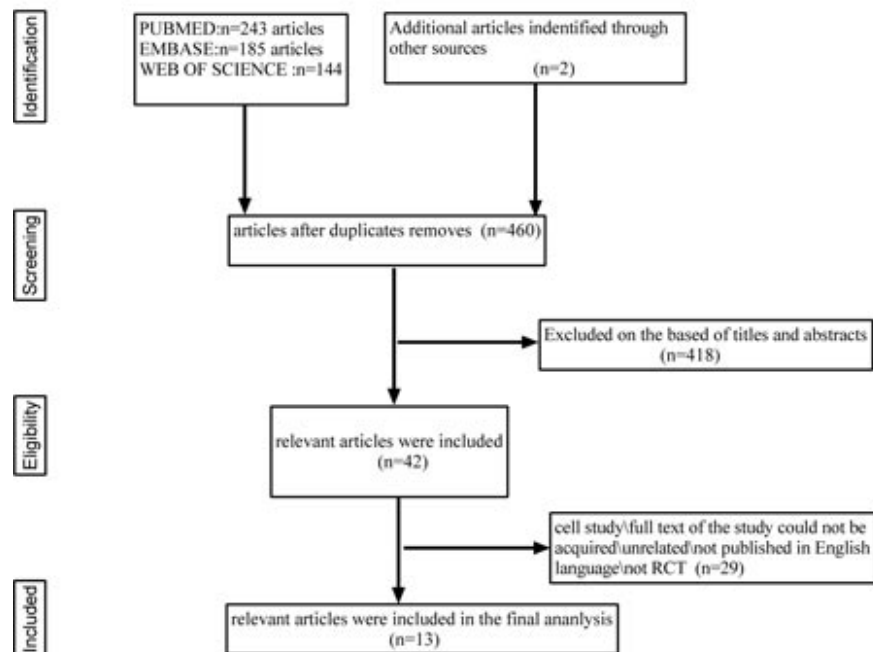 Identification
PUBMED:n=243 articles
EMBASE:n=185 articles
WEB OF SCIENCE :n=144
Additional articles indentified through
other sources
(n=2)
Screening
articles after duplicates removes (n=460)
Excluded on the based of titles and abstracts
(n=418)
Eligibility
relevant articles were included
(n=42)
cell study\full text of the study could not be
acquired\unrelated\not published in English
language\not RCT (n=29)
Included
relevant articles were included in the final ananlysis
(n=13)